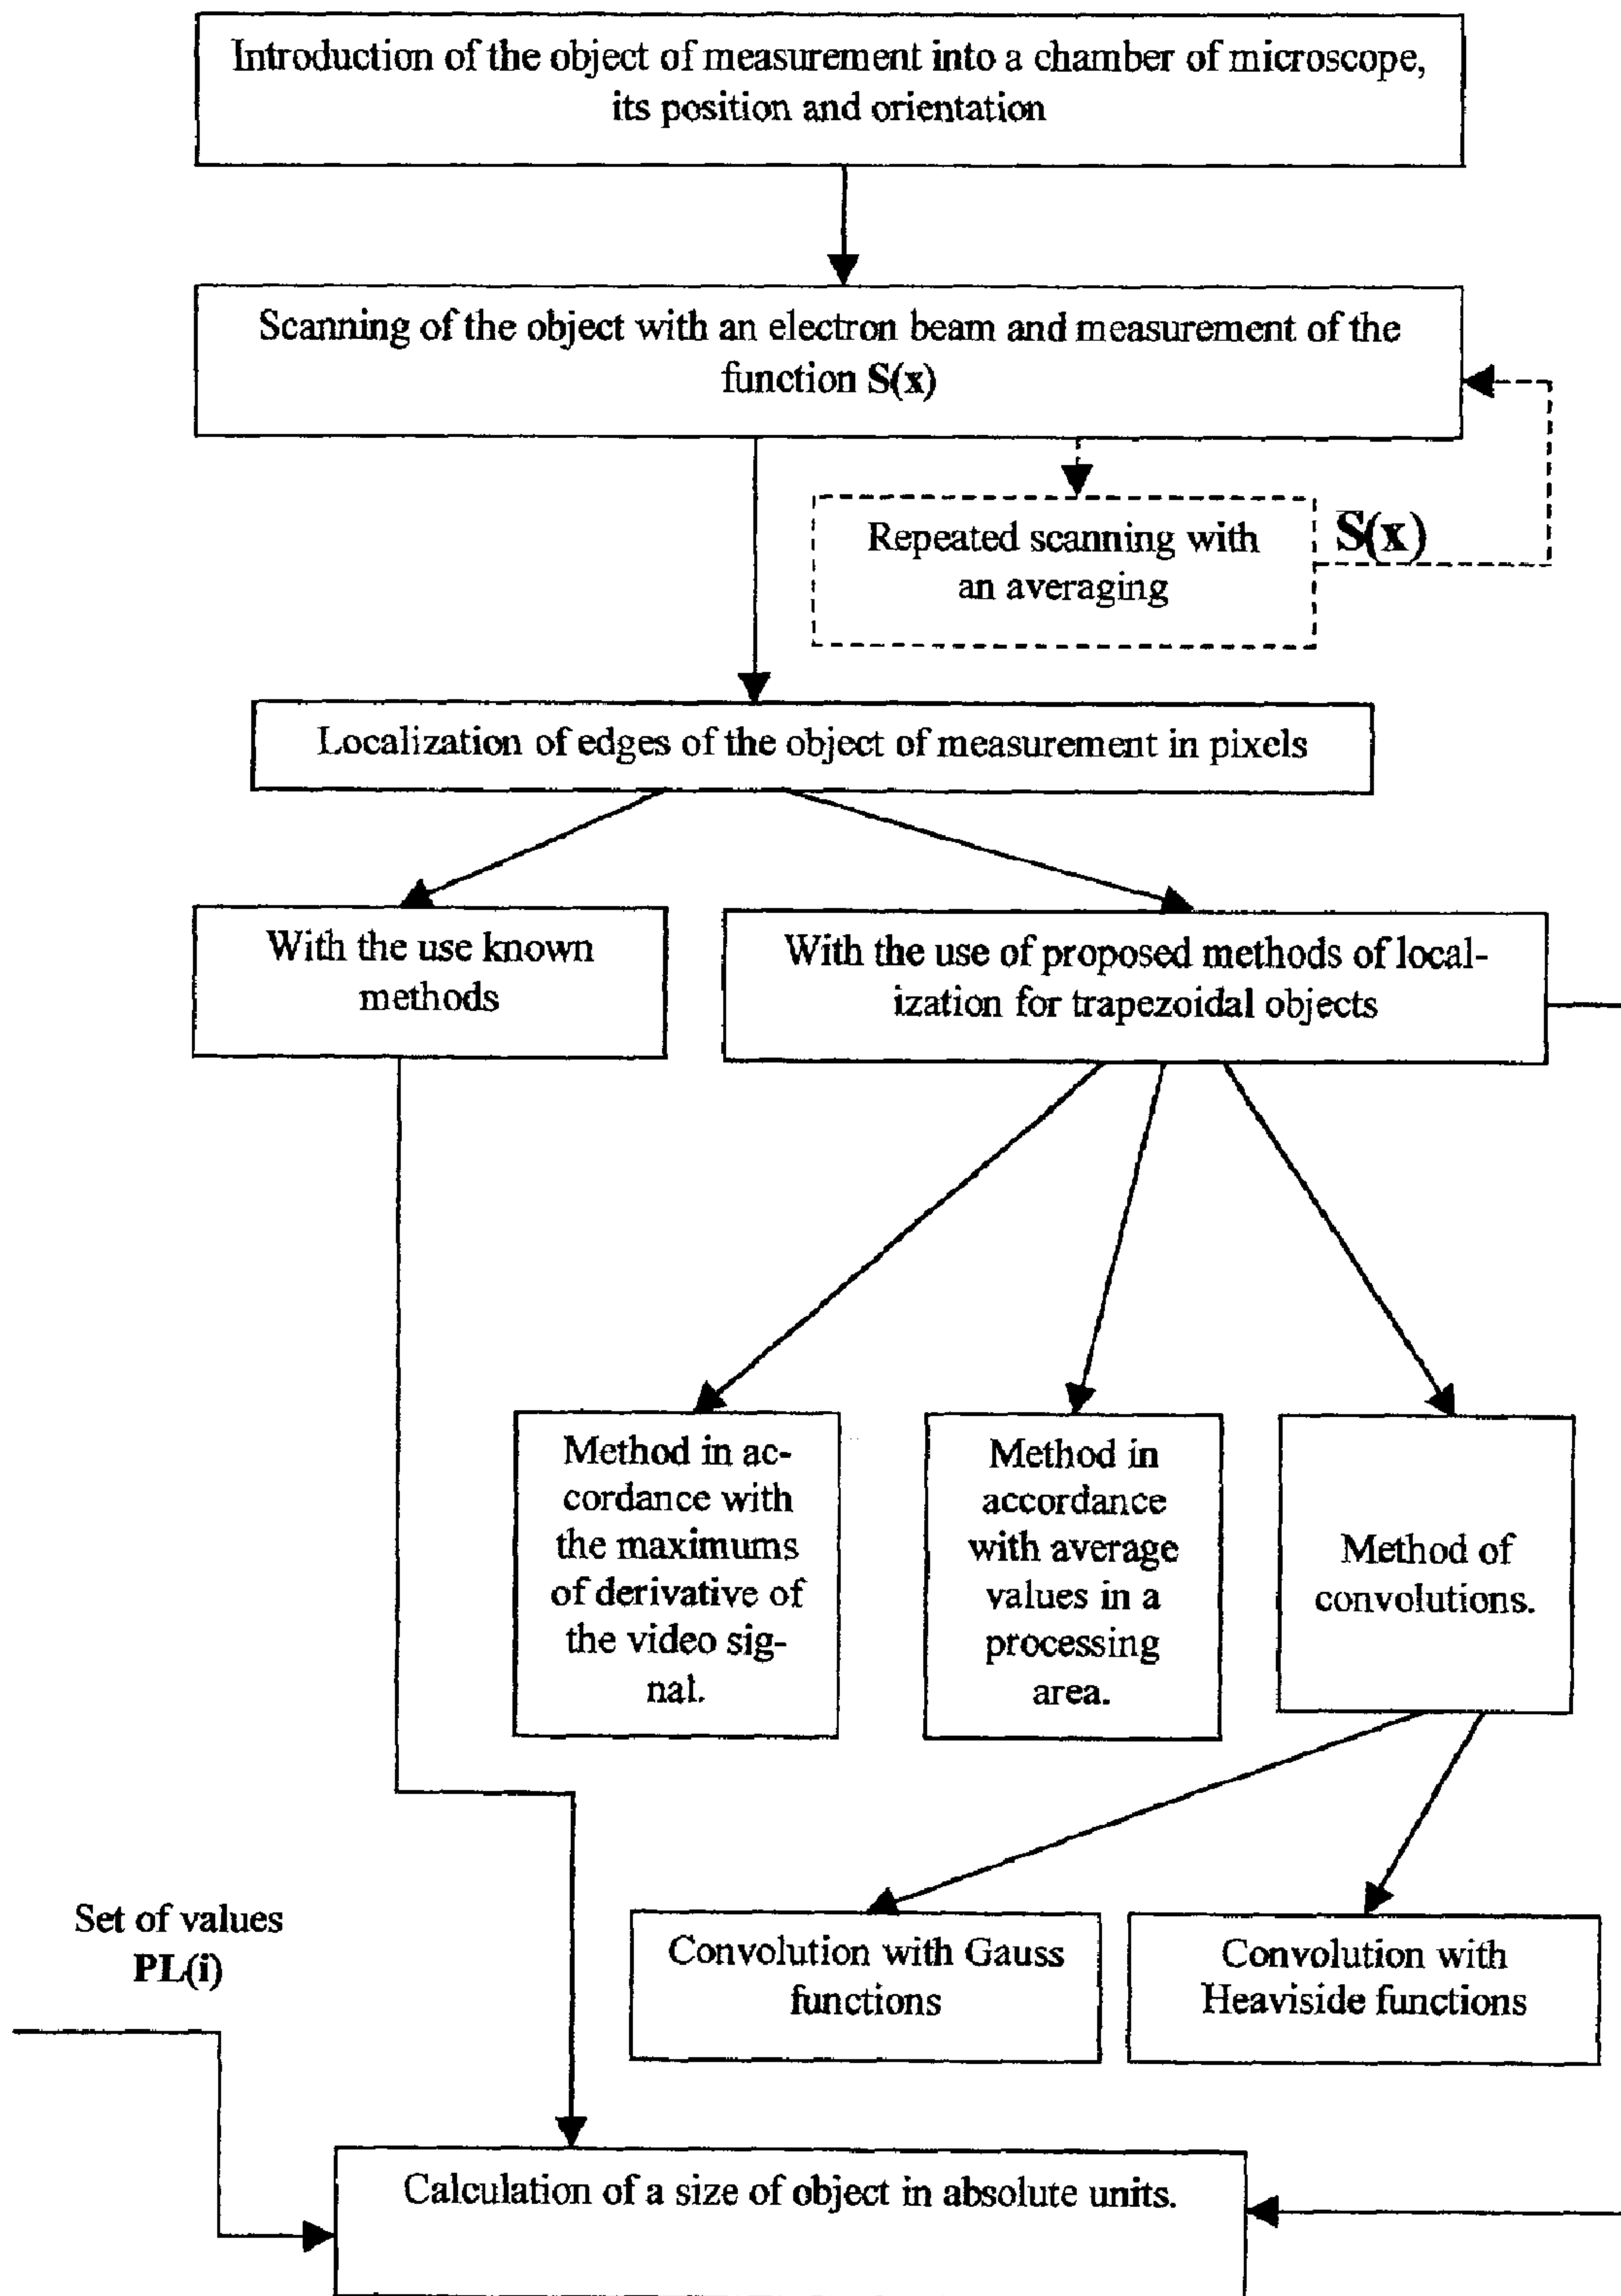 Introduction of the object of measurement into a chamber of microscope,
its position and orientation
Scanning of the object with an electron beam and measurement of the
function S(x)
Repeated scanning with
an averaging
S(x)
Localization of edges of the object of measurement in pixels
With the use known
methods
With the use of proposed methods of local-
ization for trapezoidal objects
Method in ac-
cordance with
the maximums
of derivative of
the video sig-
nal.
Method in
accordance
with average
values in a
processing
area.
Method of
convolutions.
Set of values
PL(i)
Convolution with Gauss
functions
Convolution with
Heaviside functions
Calculation of a size of object in absolute units.